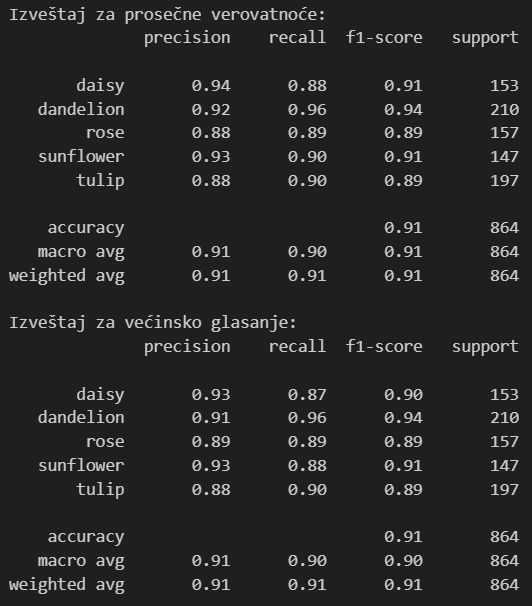 Izveštaj za prosečne verovatnoće:
precision recall f1-score support
daisy 0.94 0.88 0.91 153
dandelion 0.92 0.96 0.94 210
rose 0.88 0.89 0.89 157
sunflower 0.93 0.90 0.91 147
tulip 0.88 0.90 0.89 197
accuracy 0.91 864
macro avg 0.91 0.90 0.91 864
weighted avg 0.91 0.91 0.91 864
Izveštaj za većinsko glasanje:
precision recall f1-score support
daisy 0.93 0.87 0.90 153
dandelion 0.91 0.96 0.94 210
rose 0.89 0.89 0.89 157
sunflower 0.93 0.88 0.91 147
tulip 0.88 0.90 0.89 197
accuracy 0.91 864
macro avg 0.91 0.90 0.90 864
weighted avg 0.91 0.91 0.91 864